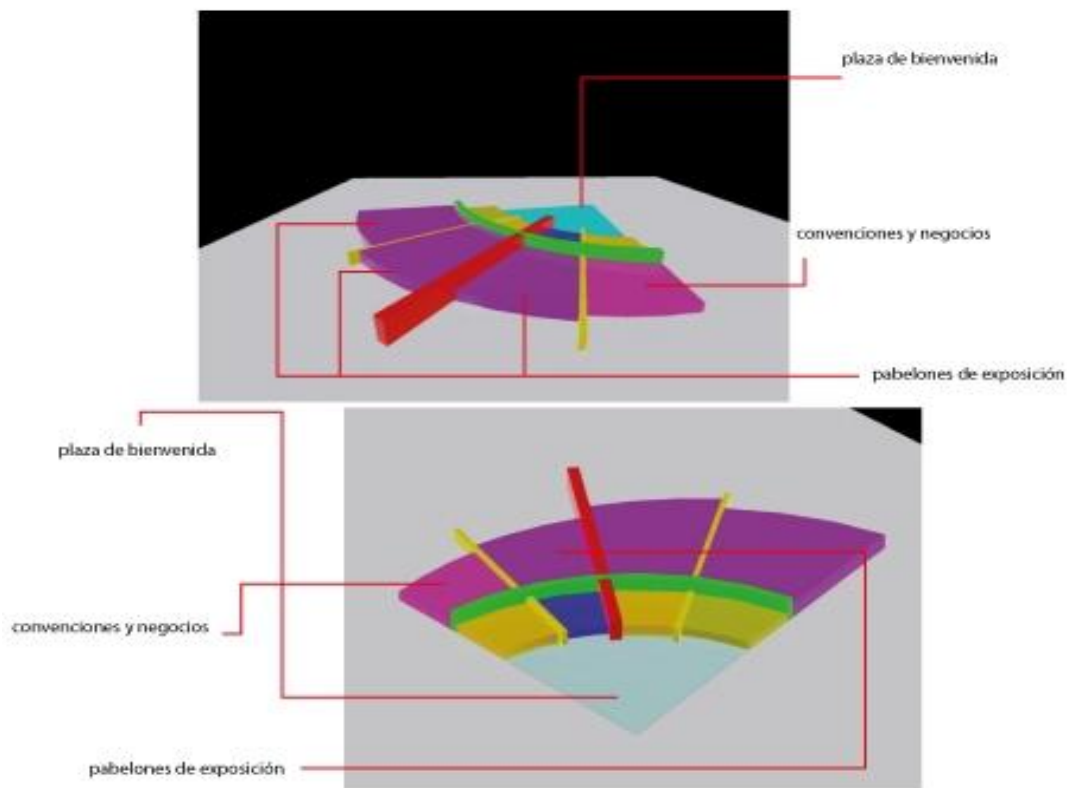 plaza de bienvenida
convenciones y negocios
pabelones de exposición
plaza de bienvenida
convenciones y negocios
pabelones de exposición